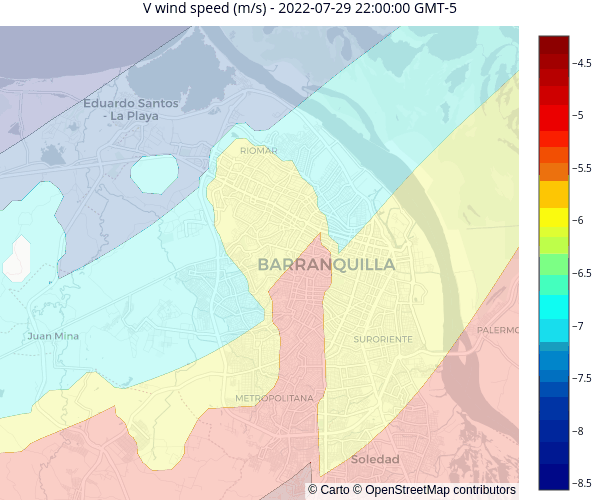 V wind speed (m/s) - 2022-07-29 22:00:00 GMT-5
−4.5
Eduardo Santos
- La Playa
−5
RIOMAR
−5.5
−6
BARRANQUILLA
−6.5
Juan Mina
SURORIENTE
PALERMO
−7
−7.5
METROPOLITANA
−8
Soledad
−8.5
© Carto © OpenStreetMap contributors